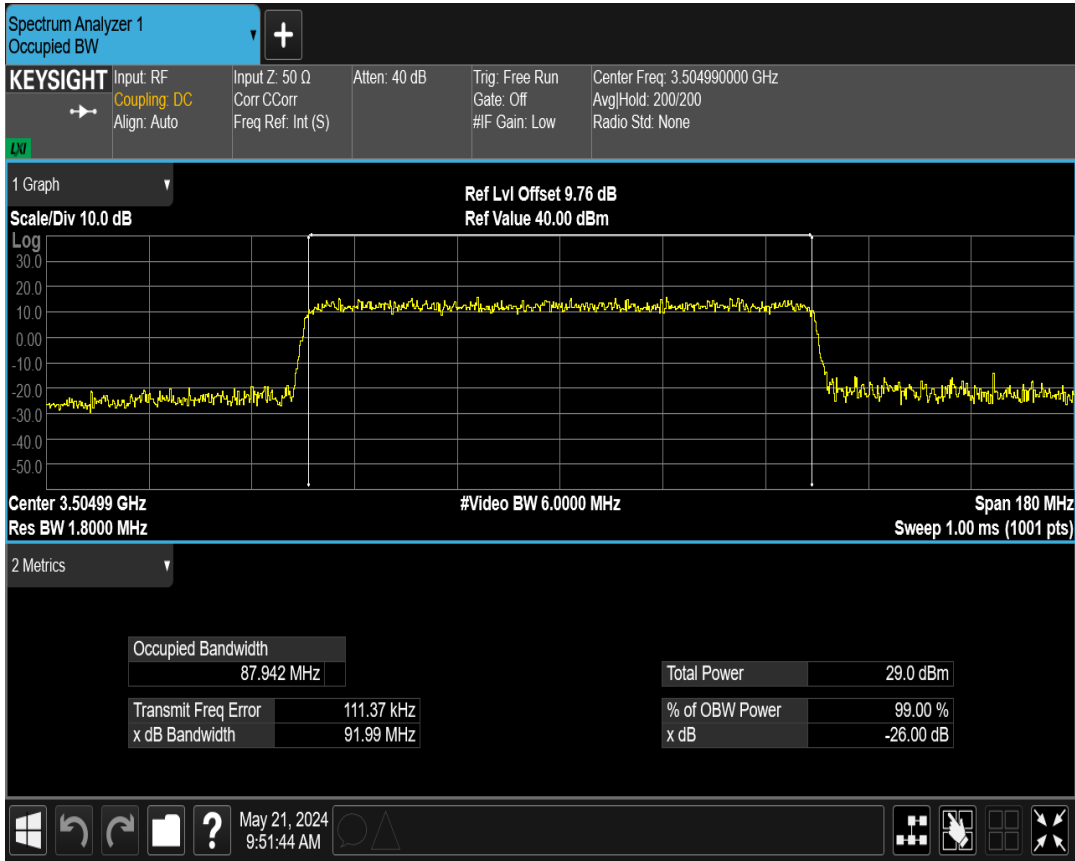 Spectrum Analyzer 1
Occupied BW
+
KEYSIGHT
LXI
Input: RF
Coupling: DC
Align: Auto
Input Z: 50 Ω
Corr CCorr
Freq Ref: Int (S)
Atten: 40 dB
Trig: Free Run
Gate: Off
#IF Gain: Low
Center Freq: 3.504990000 GHz
Avg|Hold: 200/200
Radio Std: None
1 Graph
Scale/Div 10.0 dB
Ref Lvl Offset 9.76 dB
Ref Value 40.00 dBm
Log
30.0
20.0
10.0
0.00
-10.0
-20.0
-30.0
-40.0
-50.0
Center 3.50499 GHz
#Video BW 6.0000 MHz
Span 180 MHz
Res BW 1.8000 MHz
Sweep 1.00 ms (1001 pts)
2 Metrics
Occupied Bandwidth
87.942 MHz
Transmit Freq Error 111.37 kHz
x dB Bandwidth 91.99 MHz
Total Power 29.0 dBm
% of OBW Power 99.00 %
x dB -26.00 dB
?
May 21, 2024
9:51:44 AM